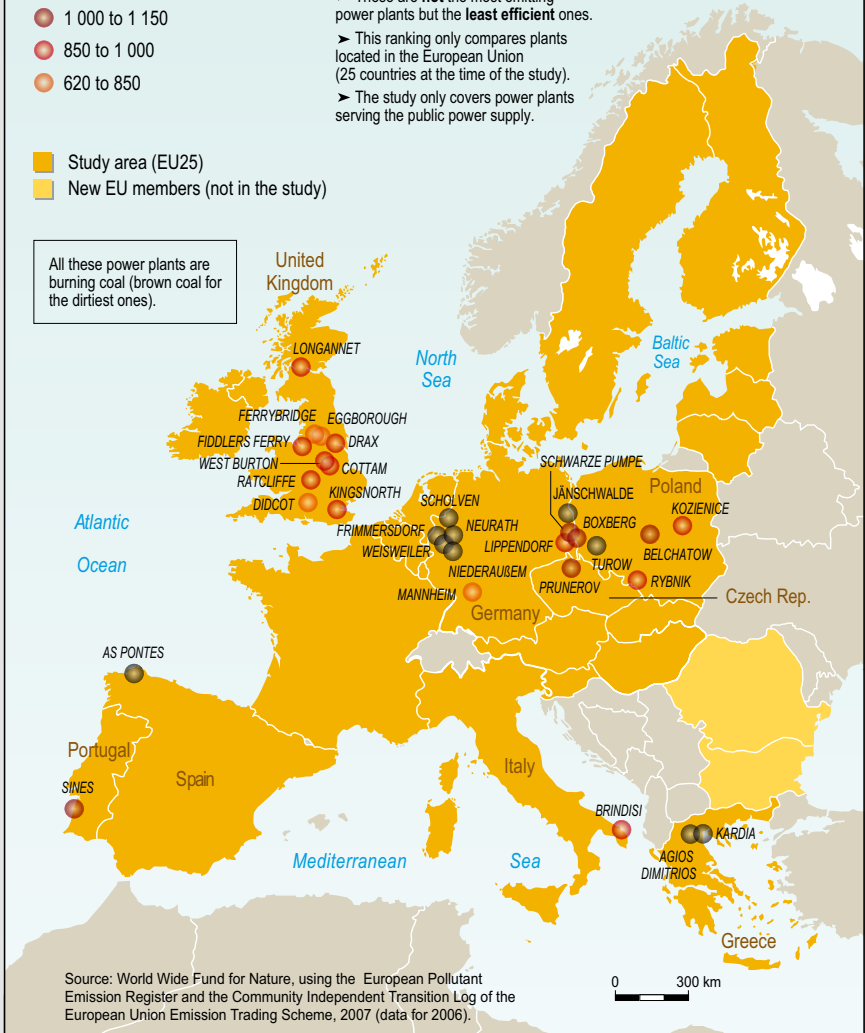 These are not the most emitting
power plants but the least efficient ones.
➤ This ranking only compares plants
located in the European Union
(25 countries at the time of the study).
➤ The study only covers power plants
serving the public power supply.
1 000 to 1 150
850 to 1 000
620 to 850
Study area (EU25)
New EU members (not in the study)
All these power plants are
burning coal (brown coal for
the dirtiest ones).
United
Kingdom
LONGANNET
North
Sea
Baltic
Sea
FERRYBRIDGE
EGGBOROUGH
FIDDLERS FERRY
DRAX
WEST BURTON
COTTAM
RATCLIFFE
KINGSNORTH
DIDCOT
SCHOLVEN
FRIMMERSDORF
NEURATH
WEISWEILER
NIEDERAUßEM
MANNHEIM
Germany
SCHWARZE PUMPE
JÄNSCHWALDE
BOXBERG
LIPPENDORF
TUROW
PRUNEROV
Poland
KOZIENICE
BELCHATOW
RYBNIK
Czech Rep.
Atlantic
Ocean
AS PONTES
Portugal
Spain
SINES
Italy
BRINDISI
KARDIA
AGIOS
DIMITRIOS
Greece
Mediterranean
Sea
Source: World Wide Fund for Nature, using the European Pollutant
Emission Register and the Community Independent Transition Log of the
European Union Emission Trading Scheme, 2007 (data for 2006).
0
300 km